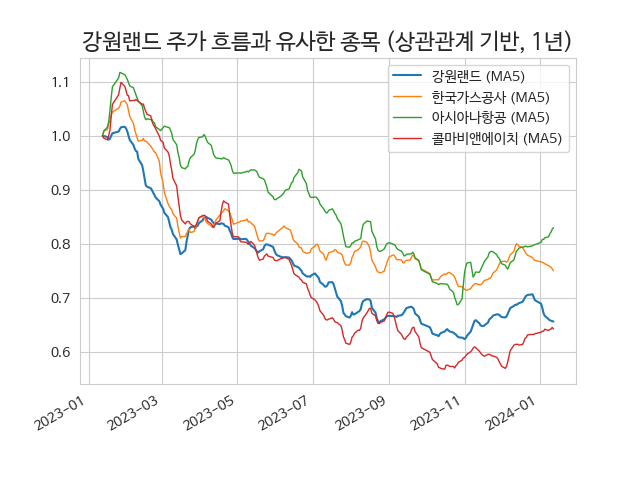 강원랜드 주가 흐름과 유사한 종목 (상관관계 기반, 1년)
강원랜드 (MA5)
한국가스공사 (MA5)
아시아나항공 (MA5)
콜마비앤에이치 (MA5)
1.1
1.0
0.9
0.8
0.7
0.6
2023-01
2023-03
2023-05
2023-07
2023-09
2023-11
2024-01